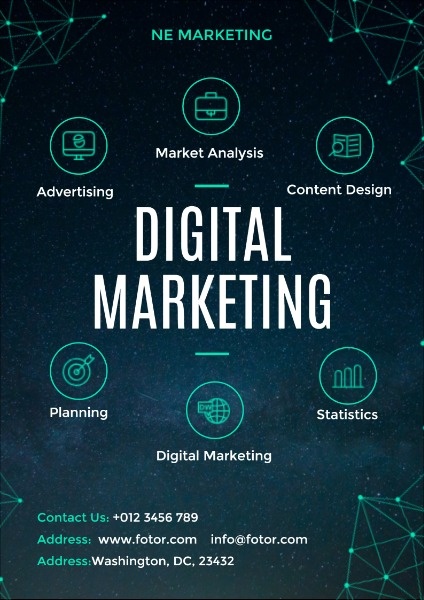 NE MARKETING
Market Analysis
Advertising
Content Design
DIGITAL
MARKETING
Planning
Statistics
DW
Digital Marketing
Contact Us: +012 3456 789
Address: www.fotor.com info@fotor.com
Address:Washington, DC, 23432